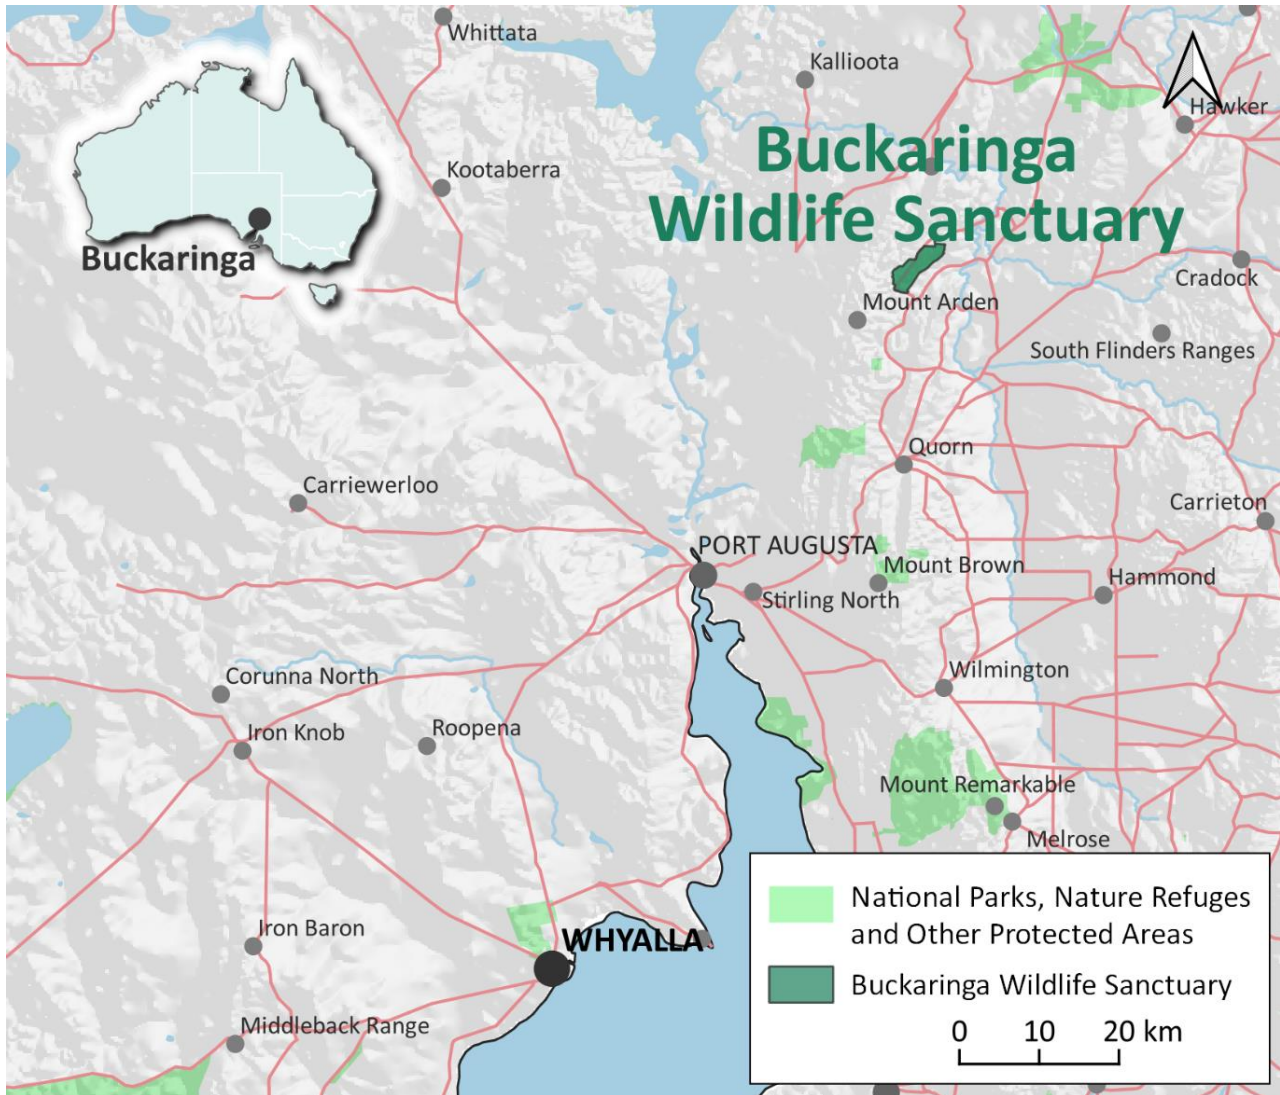 Whittata
Kallioota
Hawker
Buckaringa
Wildlife Sanctuary
Kootaberra
Buckaringa
Cradock
Mount Arden
South Flinders Ranges
Quorn
Carriewerloo
Carrieton
PORT AUGUSTA
Mount Brown
Hammond
Stirling North
Wilmington
Corunna North
Iron Knob
Roopena
Mount Remarkable
Melrose
Iron Baron
WHYALLA
Middleback Range
National Parks, Nature Refuges
and Other Protected Areas
Buckaringa Wildlife Sanctuary
0 10 20 km